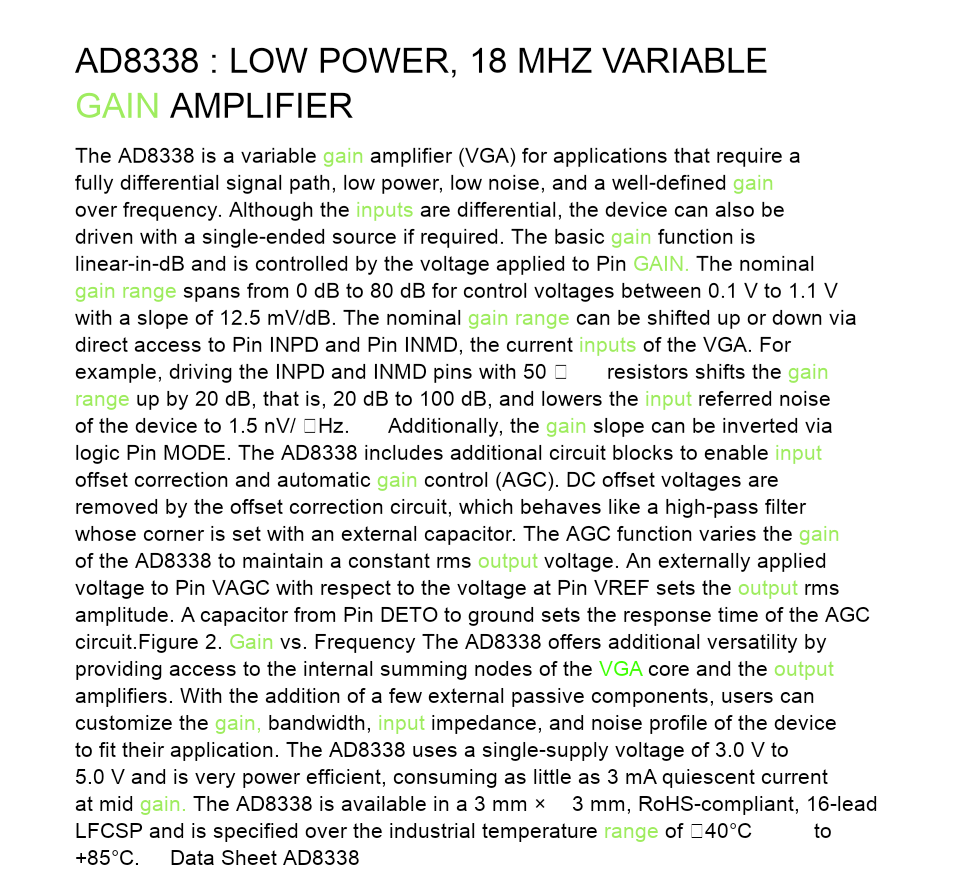 AD8338 : LOW POWER, 18 MHZ VARIABLE
GAIN AMPLIFIER
The AD8338 is a variable gain amplifier (VGA) for applications that require a
fully differential signal path, low power, low noise, and a well-defined gain
over frequency. Although the inputs are differential, the device can also be
driven with a single-ended source if required. The basic gain function is
linear-in-dB and is controlled by the voltage applied to Pin GAIN. The nominal
gain range spans from 0 dB to 80 dB for control voltages between 0.1 V to 1.1 V
with a slope of 12.5 mV/dB. The nominal gain range can be shifted up or down via
direct access to Pin INPD and Pin INMD, the current inputs of the VGA. For
example, driving the INPD and INMD pins with 50 □ resistors shifts the gain
range up by 20 dB, that is, 20 dB to 100 dB, and lowers the input referred noise
of the device to 1.5 nV/ □Hz. Additionally, the gain slope can be inverted via
logic Pin MODE. The AD8338 includes additional circuit blocks to enable input
offset correction and automatic gain control (AGC). DC offset voltages are
removed by the offset correction circuit, which behaves like a high-pass filter
whose corner is set with an external capacitor. The AGC function varies the gain
of the AD8338 to maintain a constant rms output voltage. An externally applied
voltage to Pin VAGC with respect to the voltage at Pin VREF sets the output rms
amplitude. A capacitor from Pin DETO to ground sets the response time of the AGC
circuit.Figure 2. Gain vs. Frequency The AD8338 offers additional versatility by
providing access to the internal summing nodes of the VGA core and the output
amplifiers. With the addition of a few external passive components, users can
customize the gain, bandwidth, input impedance, and noise profile of the device
to fit their application. The AD8338 uses a single-supply voltage of 3.0 V to
5.0 V and is very power efficient, consuming as little as 3 mA quiescent current
at mid gain. The AD8338 is available in a 3 mm × 3 mm, RoHS-compliant, 16-lead
LFCSP and is specified over the industrial temperature range of □40°C to
+85°C. Data Sheet AD8338